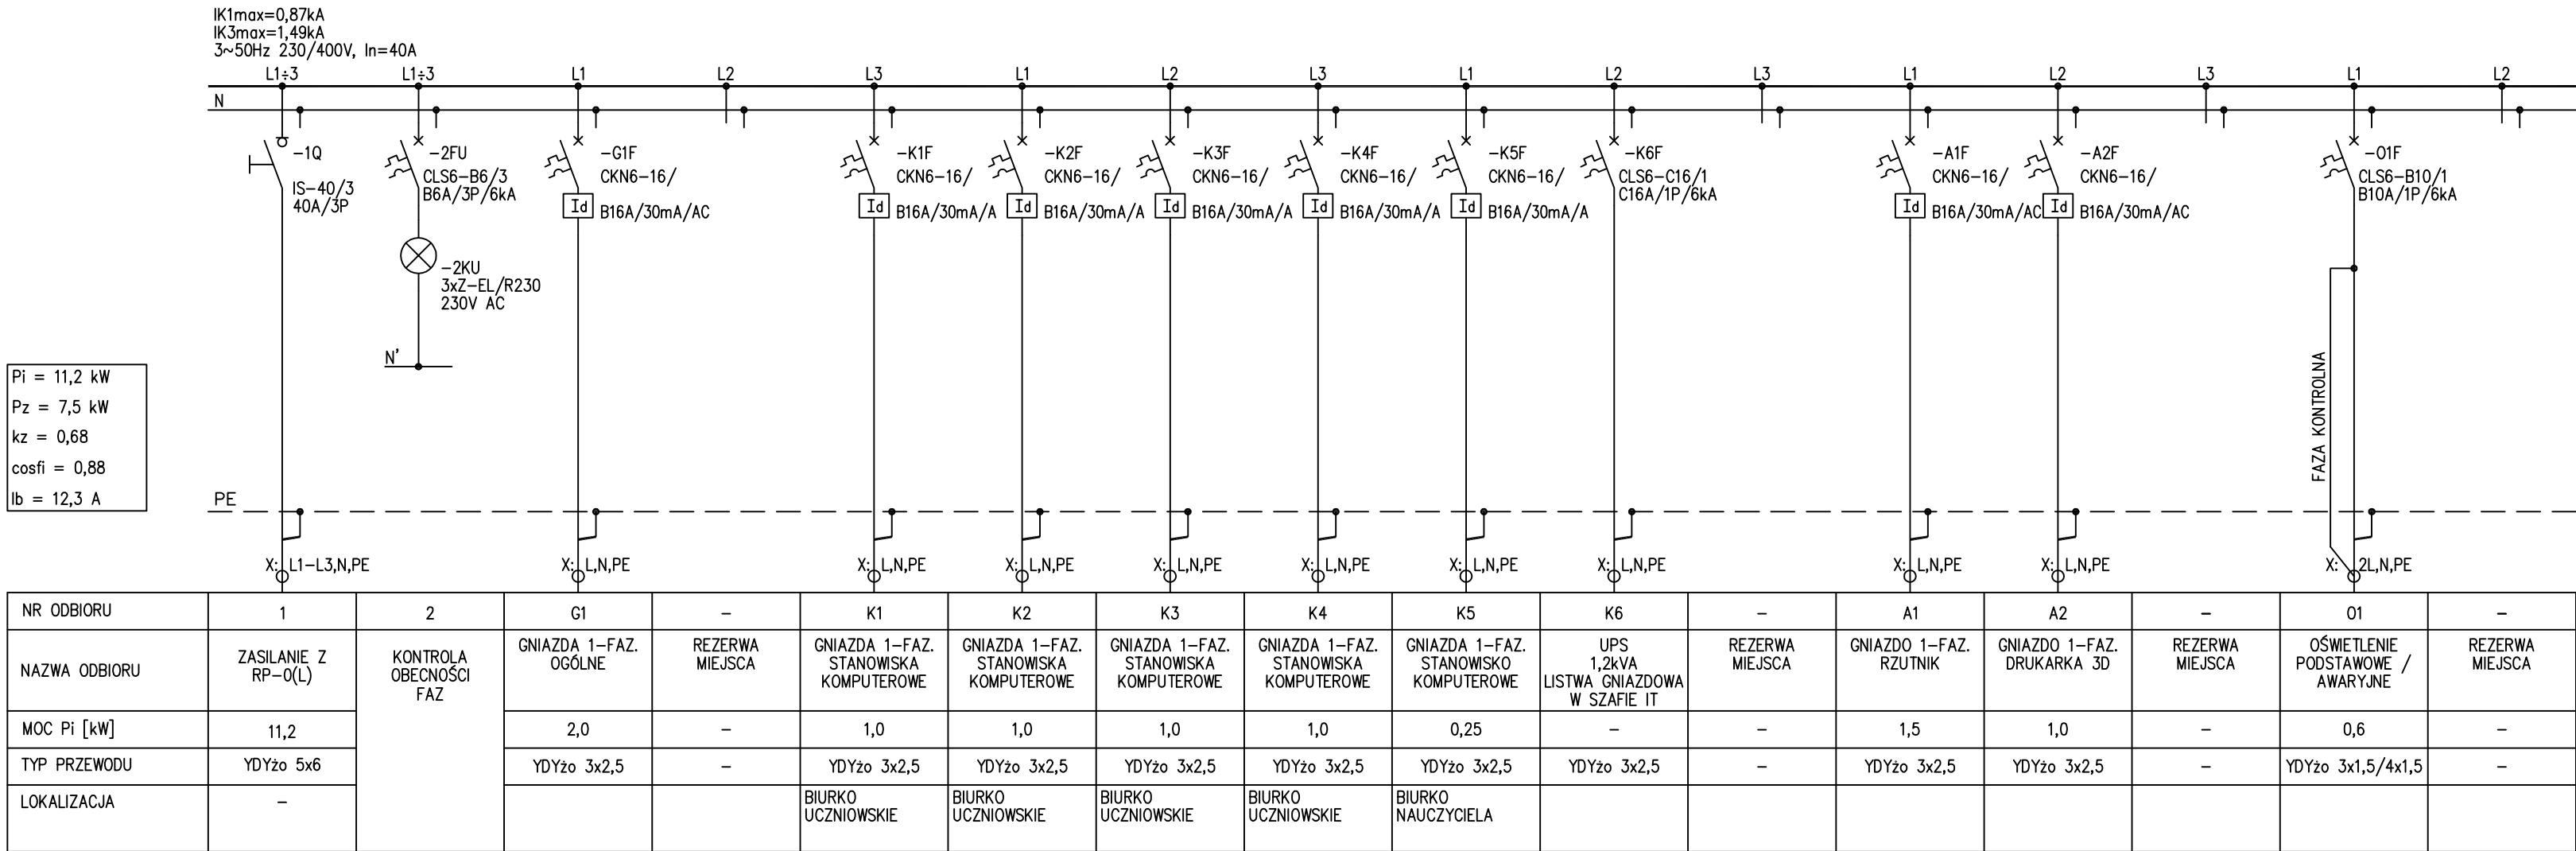 IK1max=0,87kA
IK3max=1,49kA
3~50Hz 230/400V, In=40A
L1÷3 L1÷3 L1 L2 L3 L1 L2 L3 L1 L2 L3 L1 L2 L3 L1 L2
N
-1Q
IS-40/3
40A/3P
-2FU
CLS6-B6/3
B6A/3P/6kA
-2KU
3xZ-EL/R230
230V AC
N'
-G1F
CKN6-16/
Id B16A/30mA/AC
-K1F
CKN6-16/
Id B16A/30mA/A
-K2F
CKN6-16/
Id B16A/30mA/A
-K3F
CKN6-16/
Id B16A/30mA/A
-K4F
CKN6-16/
Id B16A/30mA/A
-K5F
CKN6-16/
Id B16A/30mA/A
-K6F
CLS6-C16/1
C16A/1P/6kA
-A1F
CKN6-16/
Id B16A/30mA/AC
-A2F
CKN6-16/
Id B16A/30mA/AC
-O1F
CLS6-B10/1
B10A/1P/6kA
FAZA KONTROLNA
Pi = 11,2 kW
Pz = 7,5 kW
kz = 0,68
cosfi = 0,88
Ib = 12,3 A
PE
X: L1-L3,N,PE X: L,N,PE X: L,N,PE X: L,N,PE X: L,N,PE X: L,N,PE X: L,N,PE X: L,N,PE X: L,N,PE X: L,N,PE X: 2L,N,PE
NR ODBIORU 1 2 G1 - K1 K2 K3 K4 K5 K6 - A1 A2 - O1 -
NAZWA ODBIORU
ZASILANIE Z
RP-0(L)
KONTROLA
OBECNOŚCI
FAZ
GNIAZDA 1-FAZ.
OGÓLNE
REZERWA
MIEJSCA
GNIAZDA 1-FAZ.
STANOWISKA
KOMPUTEROWE
GNIAZDA 1-FAZ.
STANOWISKA
KOMPUTEROWE
GNIAZDA 1-FAZ.
STANOWISKA
KOMPUTEROWE
GNIAZDA 1-FAZ.
STANOWISKA
KOMPUTEROWE
GNIAZDA 1-FAZ.
STANOWISKO
KOMPUTEROWE
UPS
1,2kVA
LISTWA GNIAZDOWA
W SZAFIE IT
REZERWA
MIEJSCA
GNIAZDO 1-FAZ.
RZUTNIK
GNIAZDO 1-FAZ.
DRUKARKA 3D
REZERWA
MIEJSCA
OŚWIETLENIE
PODSTAWOWE /
AWARYJNE
REZERWA
MIEJSCA
MOC Pi [kW] 11,2 2,0 - 1,0 1,0 1,0 1,0 0,25 - - 1,5 1,0 - 0,6 -
TYP PRZEWODU YDYżo 5x6 YDYżo 3x2,5 - YDYżo 3x2,5 YDYżo 3x2,5 YDYżo 3x2,5 YDYżo 3x2,5 YDYżo 3x2,5 YDYżo 3x2,5 - YDYżo 3x2,5 YDYżo 3x2,5 - YDYżo 3x1,5/4x1,5 -
LOKALIZACJA -
BIURKO
UCZNIOWSKIE
BIURKO
UCZNIOWSKIE
BIURKO
UCZNIOWSKIE
BIURKO
UCZNIOWSKIE
BIURKO
NAUCZYCIELA